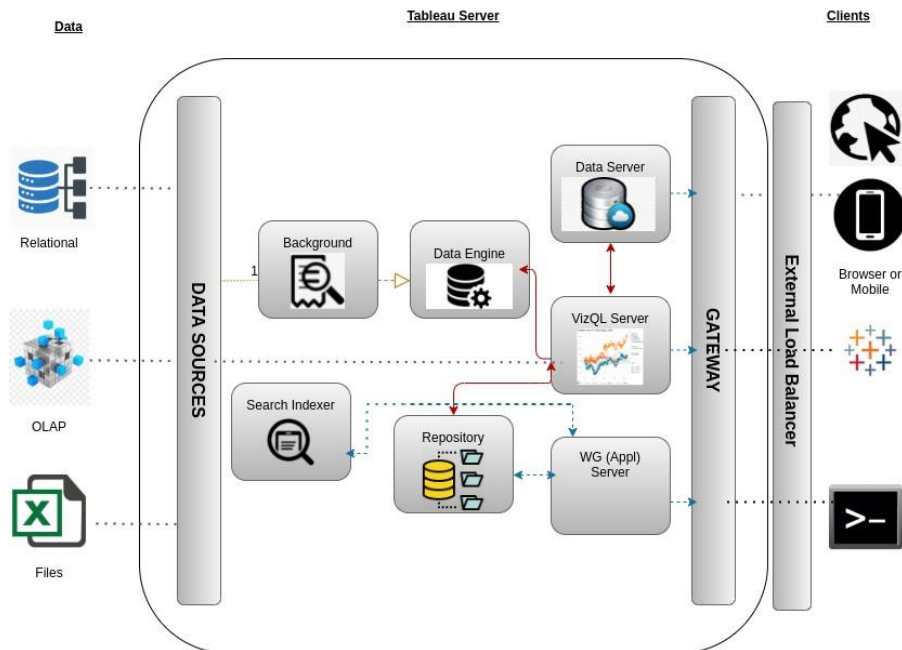 Data
Tableau Server
Clients
Relational
OLAP
Files
DATA SOURCES
1
Background
Data Engine
Data Server
VizQL Server
Search Indexer
Repository
WG (Appl)
Server
GATEWAY
External Load Balancer
Browser or
Mobile
X
>_